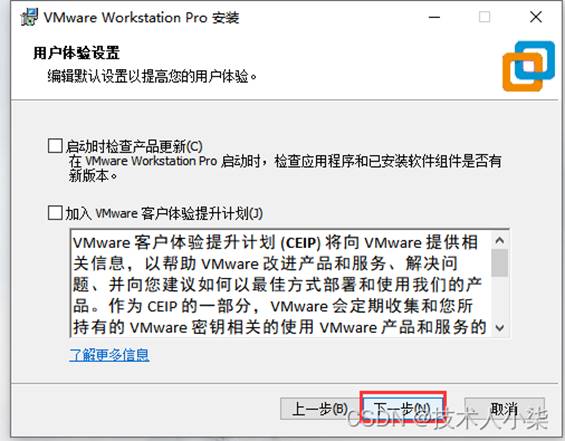 VMware Workstation Pro 安装
用户体验设置
编辑默认设置以提高您的用户体验。
启动时检查产品更新(C)
在 VMware Workstation Pro 启动时，检查应用程序和已安装软件组件是否有
新版本。
加入 VMware 客户体验提升计划(J)
VMware 客户体验提升计划 (CEIP) 将向 VMware 提供相
关信息，以帮助 VMware 改进产品和服务、解决问
题、并向您建议如何以最佳方式部署和使用我们的产
品。作为 CEIP 的一部分，VMware 会定期收集和您所
持有的 VMware 密钥相关的使用 VMware 产品和服务的
了解更多信息
上一步(B) 下一步(N) 取消
CSDN @技术人小柒